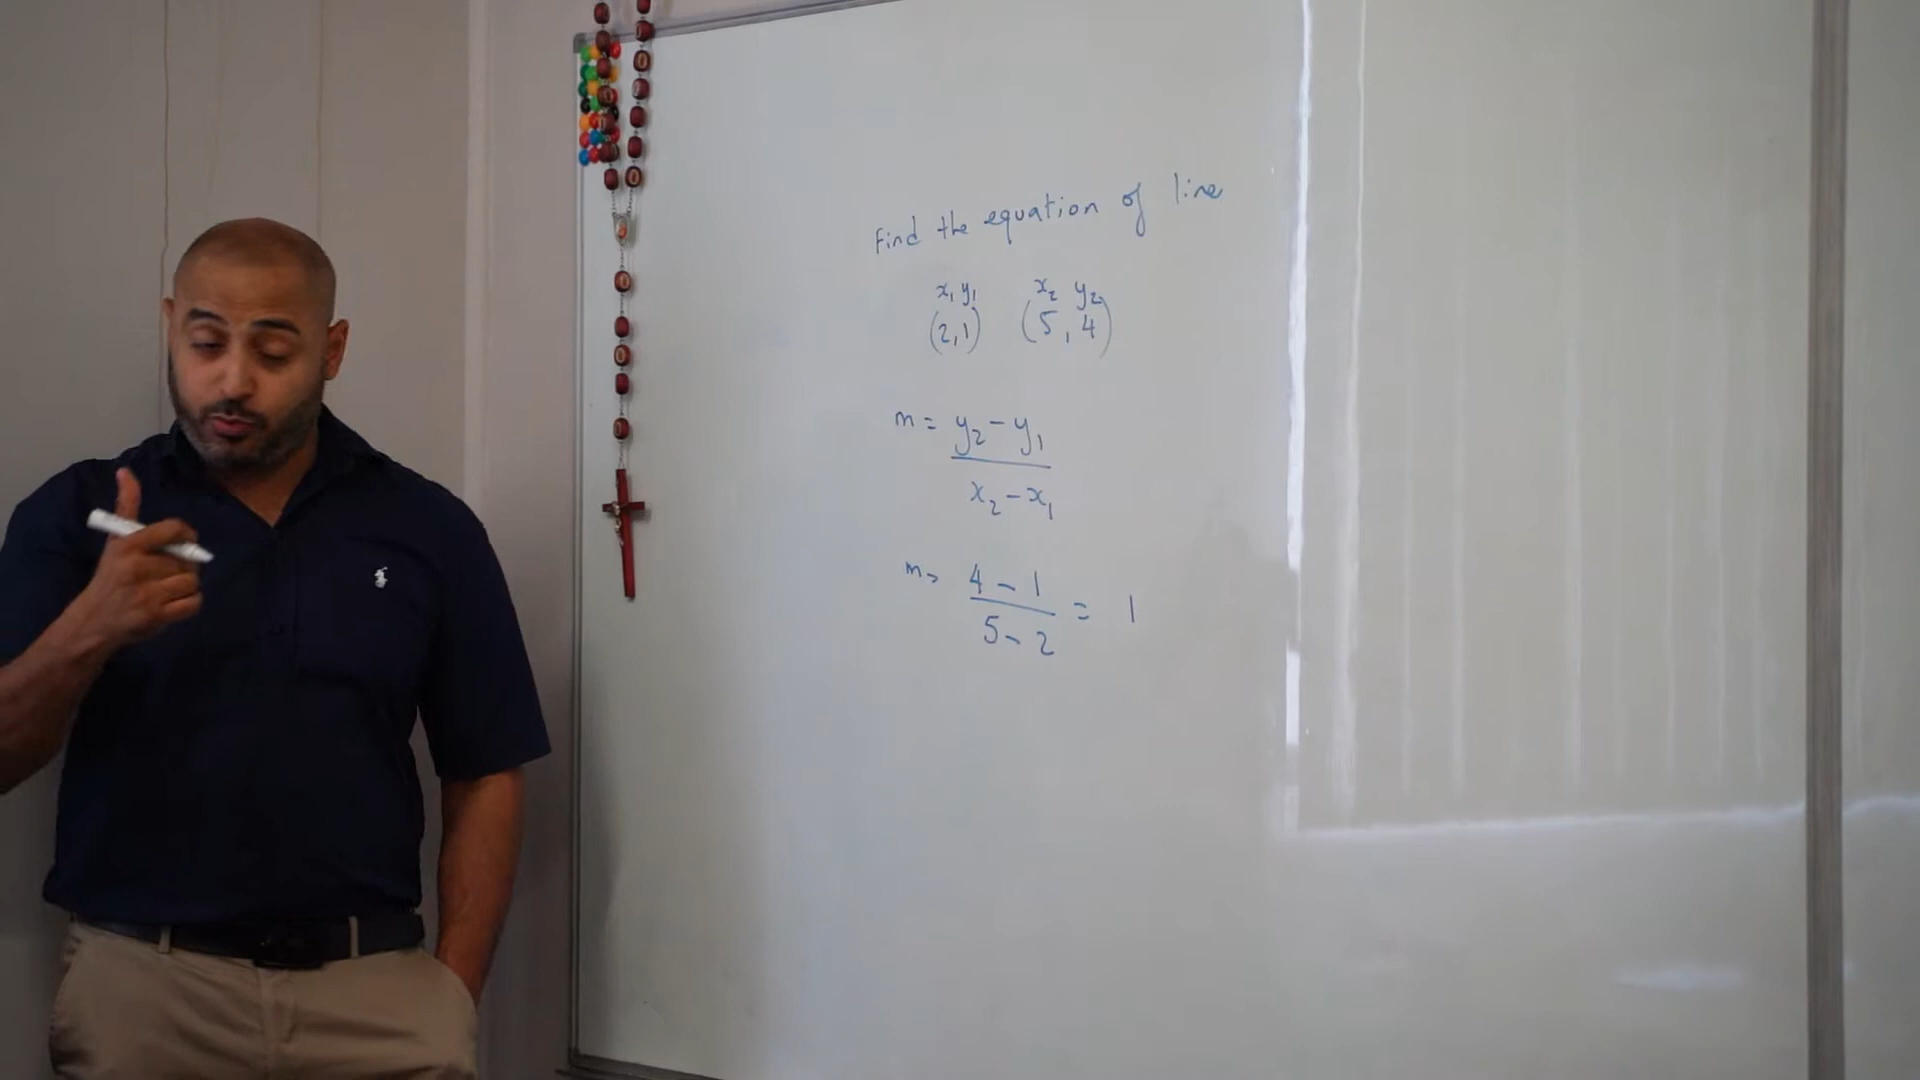 Find the equation of line
x₁ y₁ x₂ y₂
(2,1) (5,4)
m = y₂ - y₁
x₂ - x₁
m = 4 - 1
5 - 2 = 1